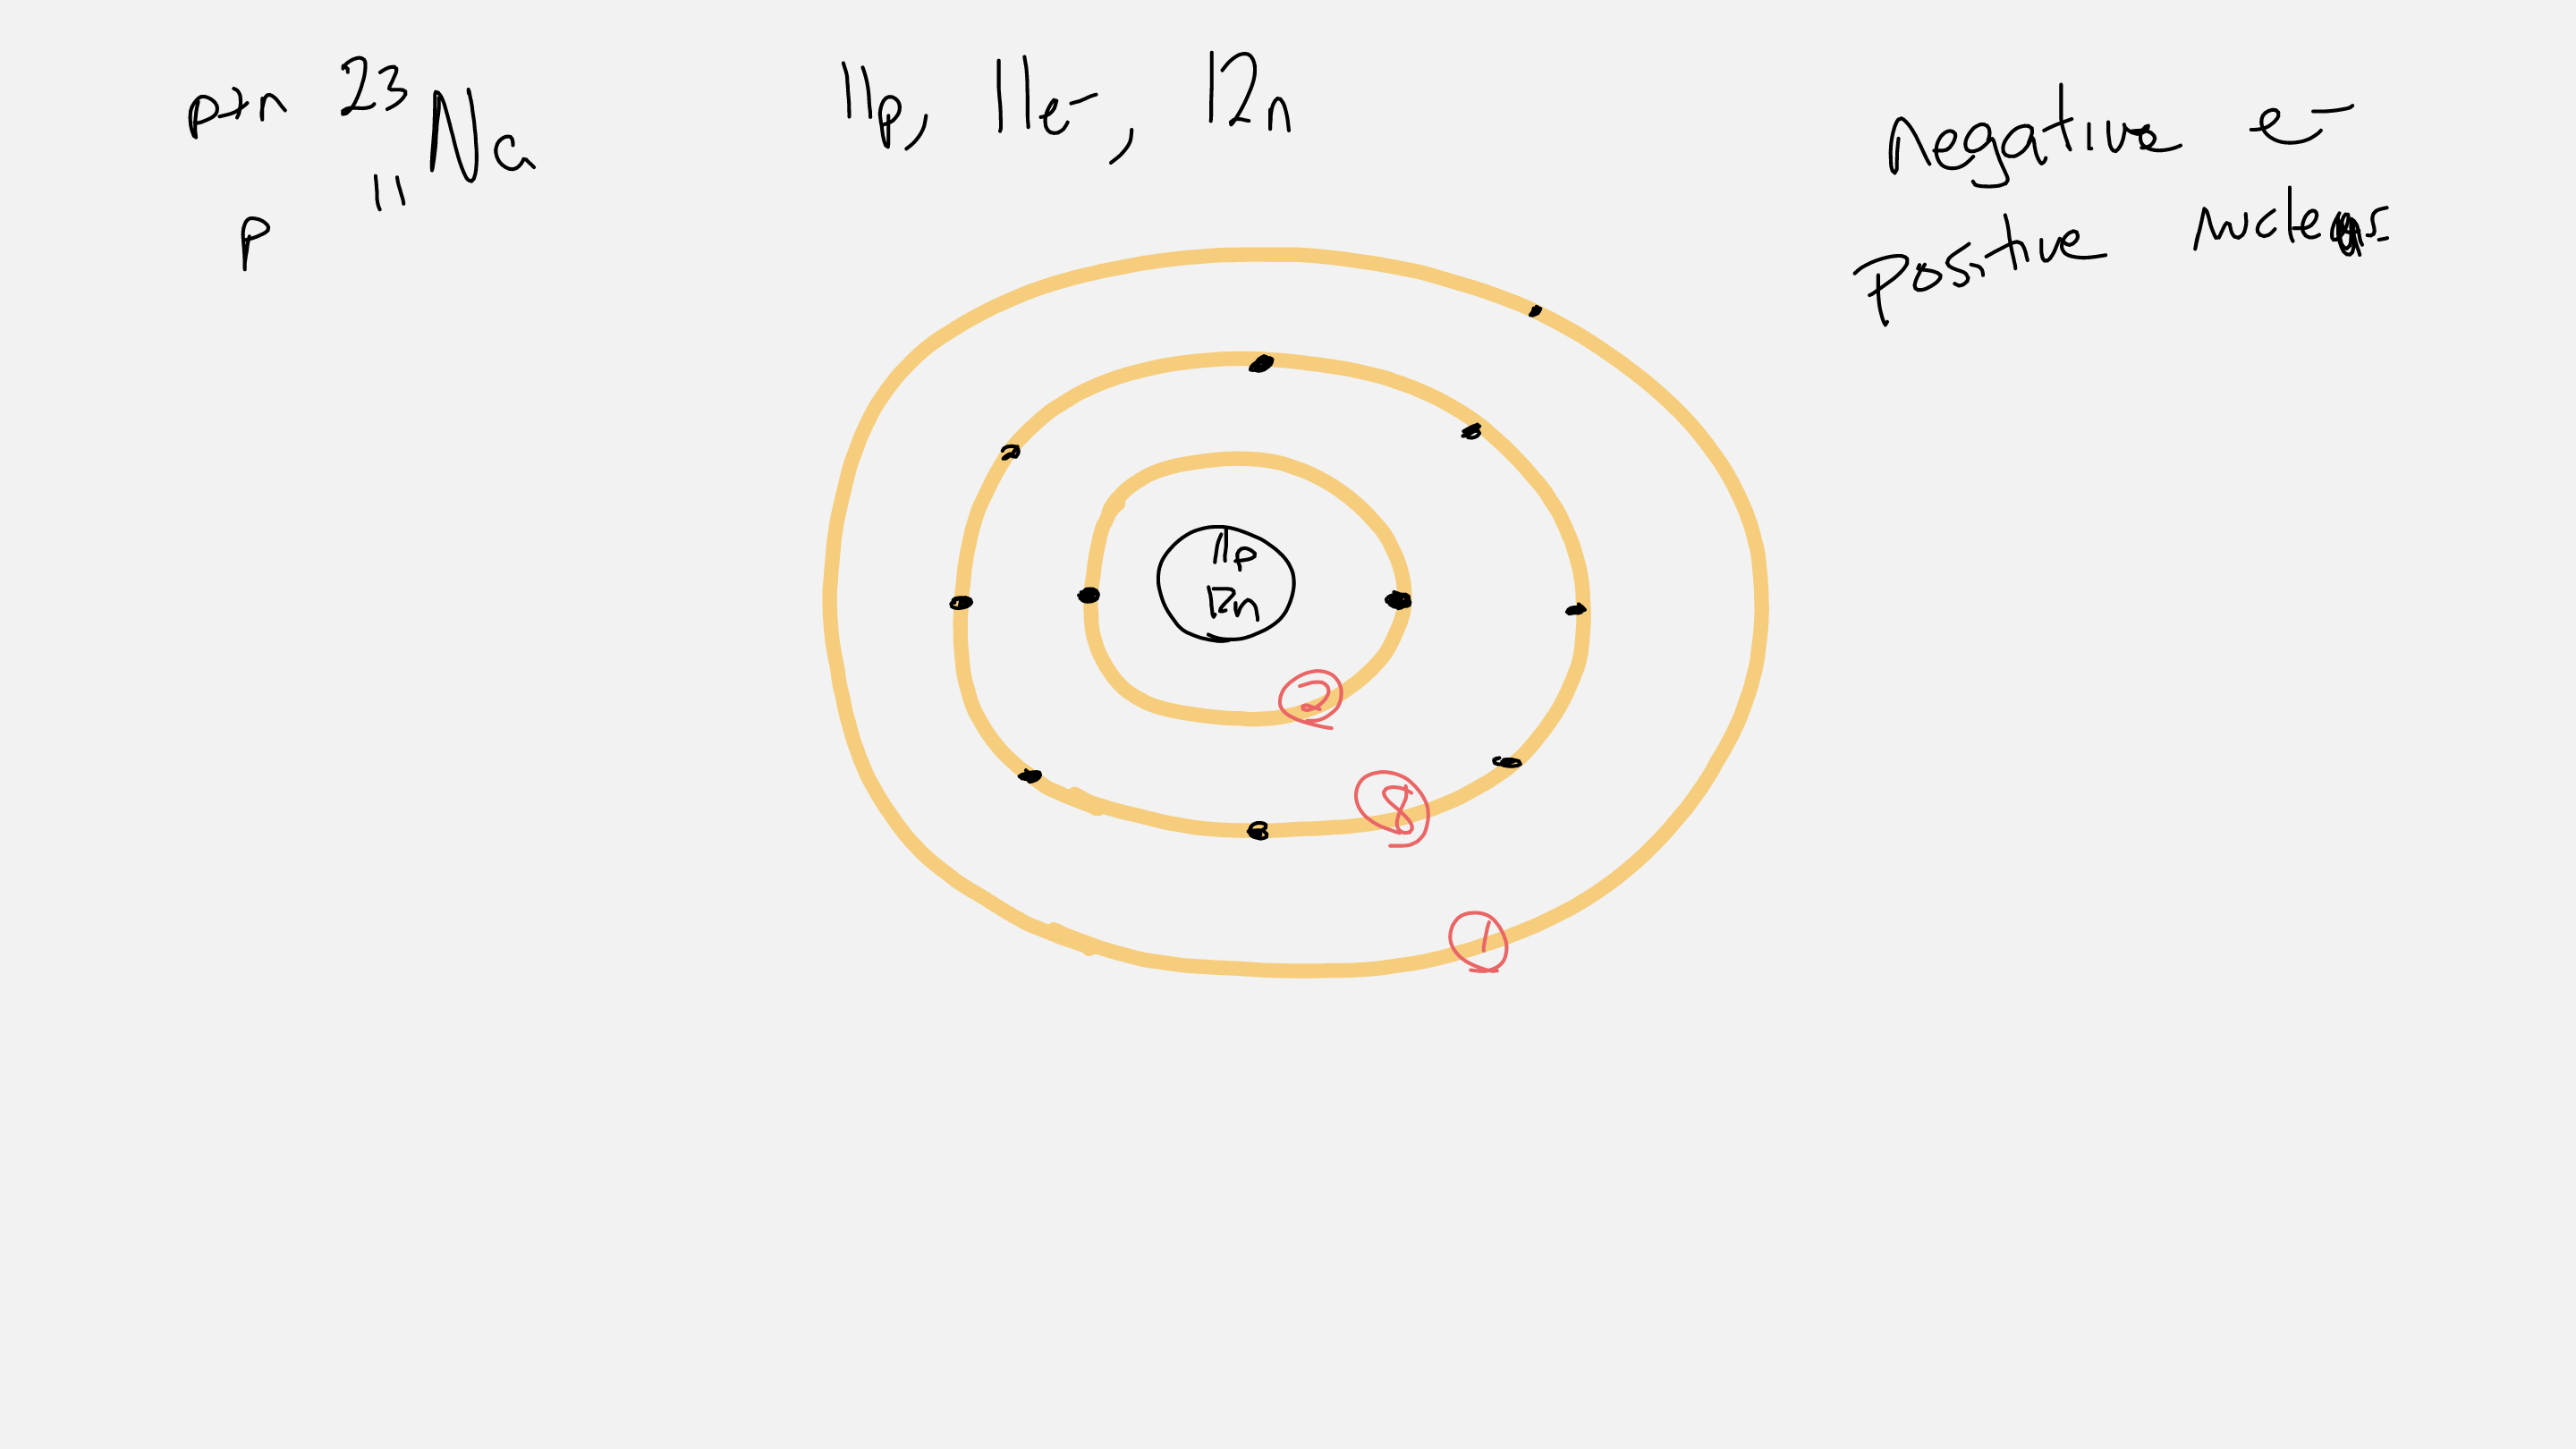 p+n 23 Na
p 11
11p, 11e-, 12n
negative e-
positive nucleus
11p
12n
2
8
1